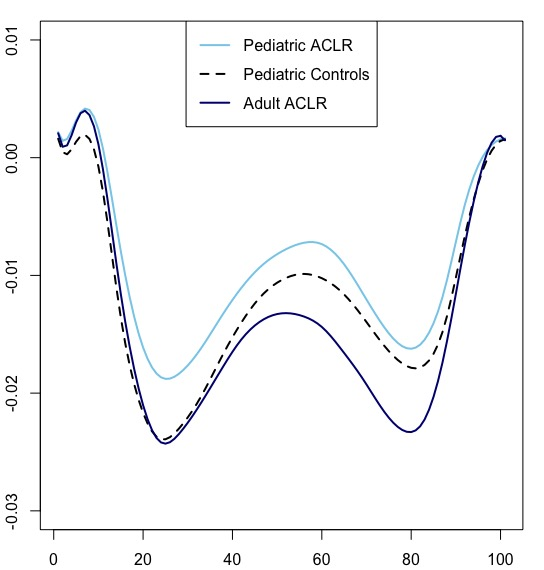 Pediatric ACLR
Pediatric Controls
Adult ACLR
0.01
0.00
-0.01
-0.02
-0.03
0 20 40 60 80 100